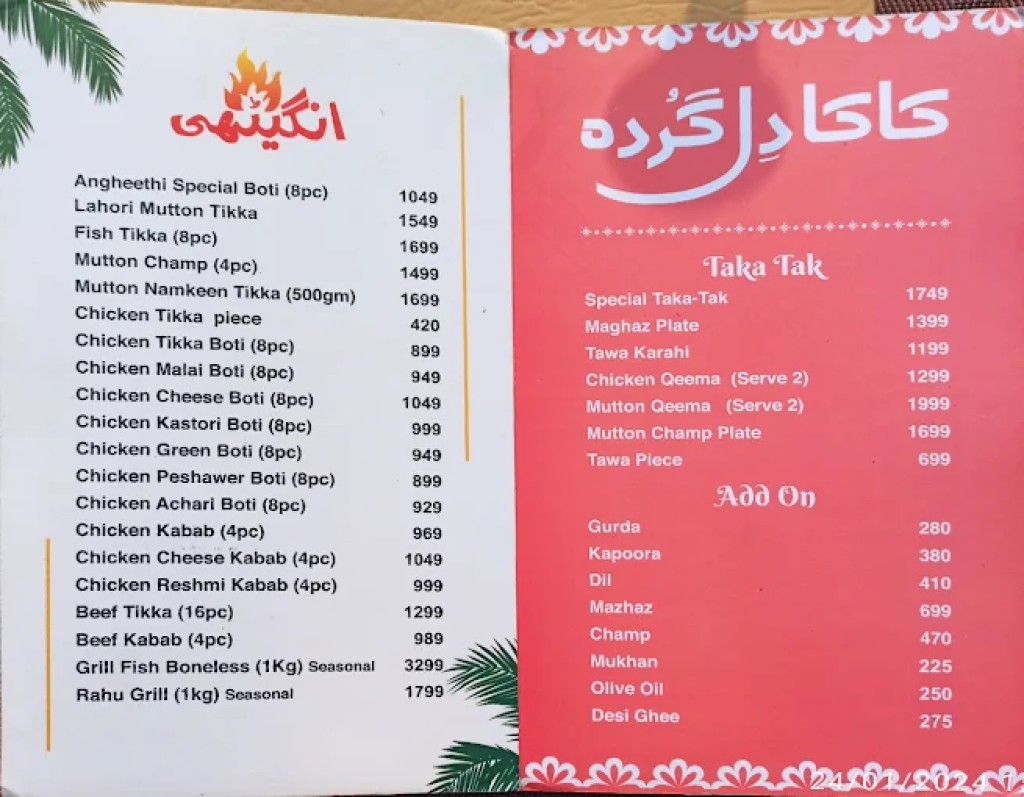 انگیٹھی
Angheethi Special Boti (8pc) 1049
Lahori Mutton Tikka 1549
Fish Tikka (8pc) 1699
Mutton Champ (4pc) 1499
Mutton Namkeen Tikka (500gm) 1699
Chicken Tikka piece 420
Chicken Tikka Boti (8pc) 899
Chicken Malai Boti (8pc) 949
Chicken Cheese Boti (8pc) 1049
Chicken Kastori Boti (8pc) 999
Chicken Green Boti (8pc) 949
Chicken Peshawer Boti (8pc) 899
Chicken Achari Boti (8pc) 929
Chicken Kabab (4pc) 969
Chicken Cheese Kabab (4pc) 1049
Chicken Reshmi Kabab (4pc) 999
Beef Tikka (16pc) 1299
Beef Kabab (4pc) 989
Grill Fish Boneless (1Kg) Seasonal 3299
Rahu Grill (1kg) Seasonal 1799
کاکا دِل گُردہ
Taka Tak
Special Taka-Tak 1749
Maghaz Plate 1399
Tawa Karahi 1199
Chicken Qeema (Serve 2) 1299
Mutton Qeema (Serve 2) 1999
Mutton Champ Plate 1699
Tawa Piece 699
Add On
Gurda 280
Kapoora 380
Dil 410
Mazhaz 699
Champ 470
Mukhan 225
Olive Oil 250
Desi Ghee 275
24/01/2024 1